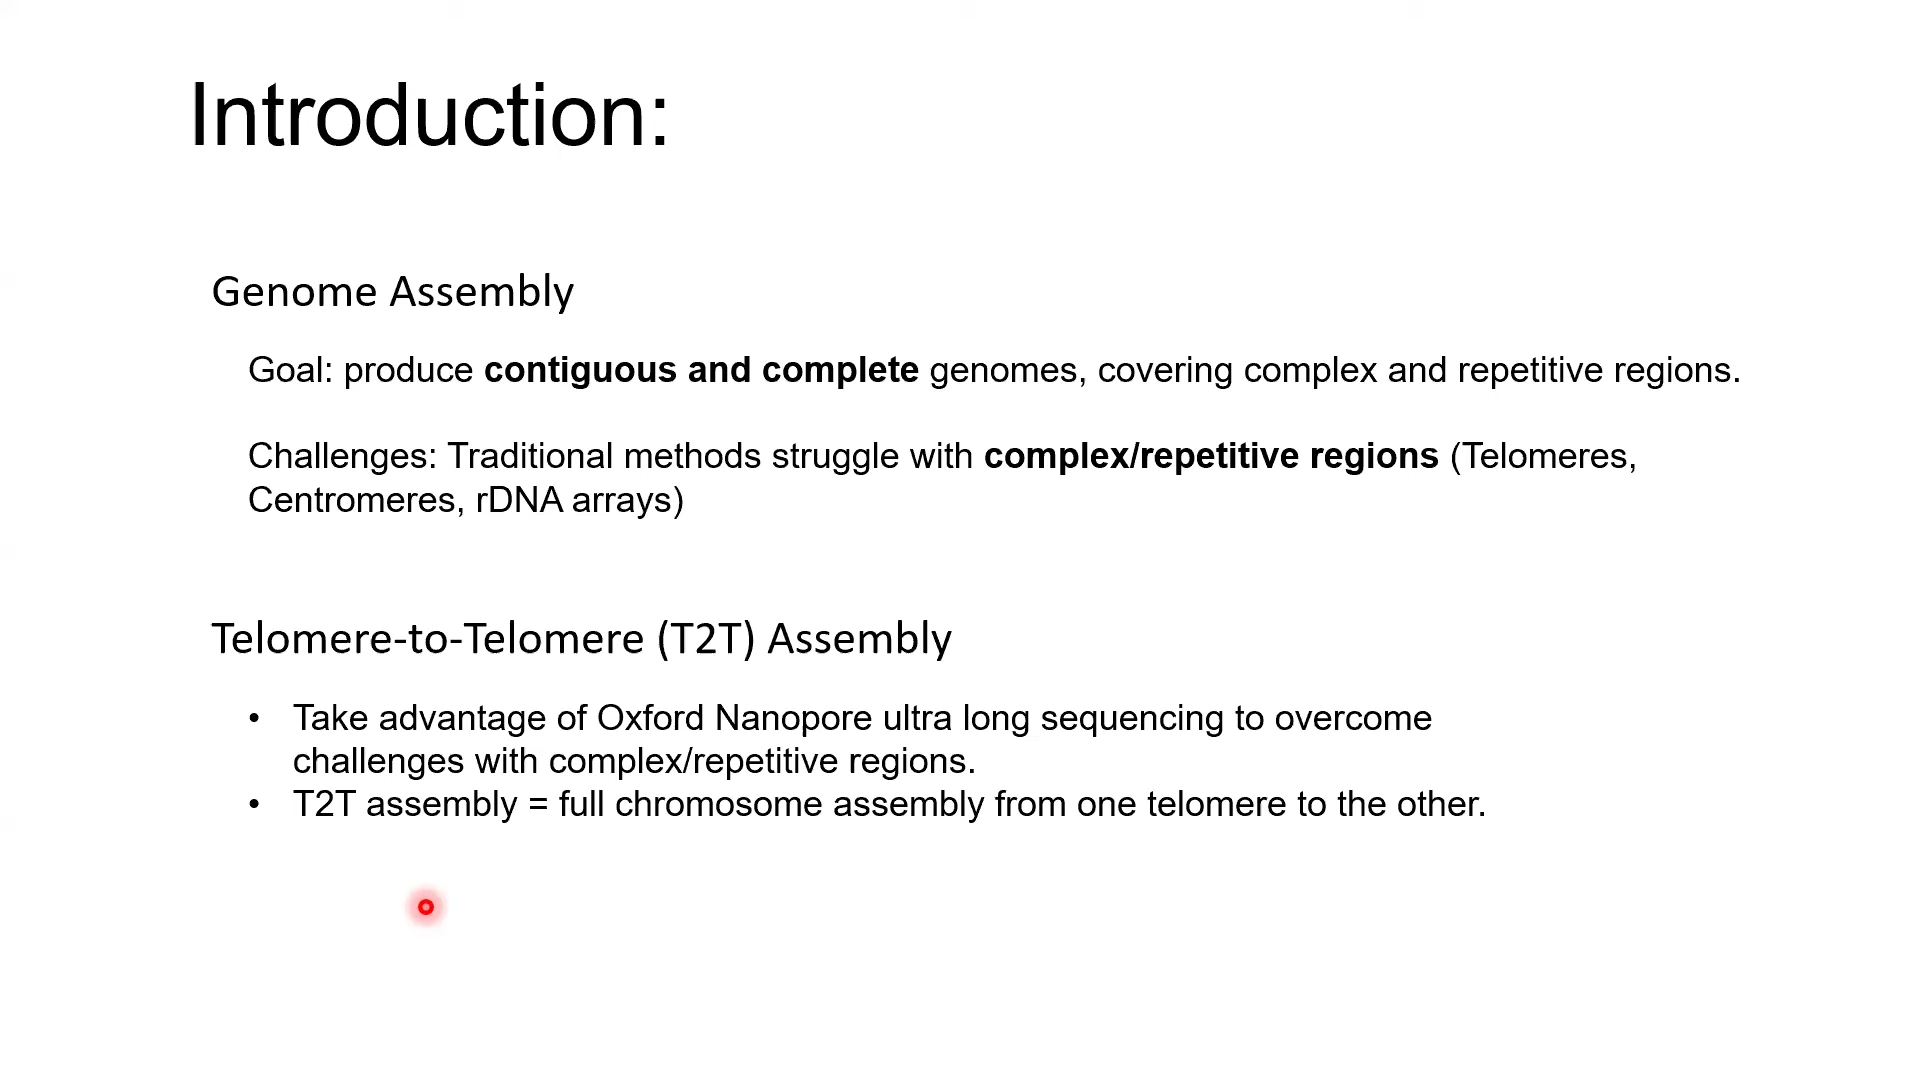 Introduction:
Genome Assembly
Goal: produce contiguous and complete genomes, covering complex and repetitive regions.
Challenges: Traditional methods struggle with complex/repetitive regions (Telomeres,
Centromeres, rDNA arrays)
Telomere-to-Telomere (T2T) Assembly
• Take advantage of Oxford Nanopore ultra long sequencing to overcome
challenges with complex/repetitive regions.
• T2T assembly = full chromosome assembly from one telomere to the other.